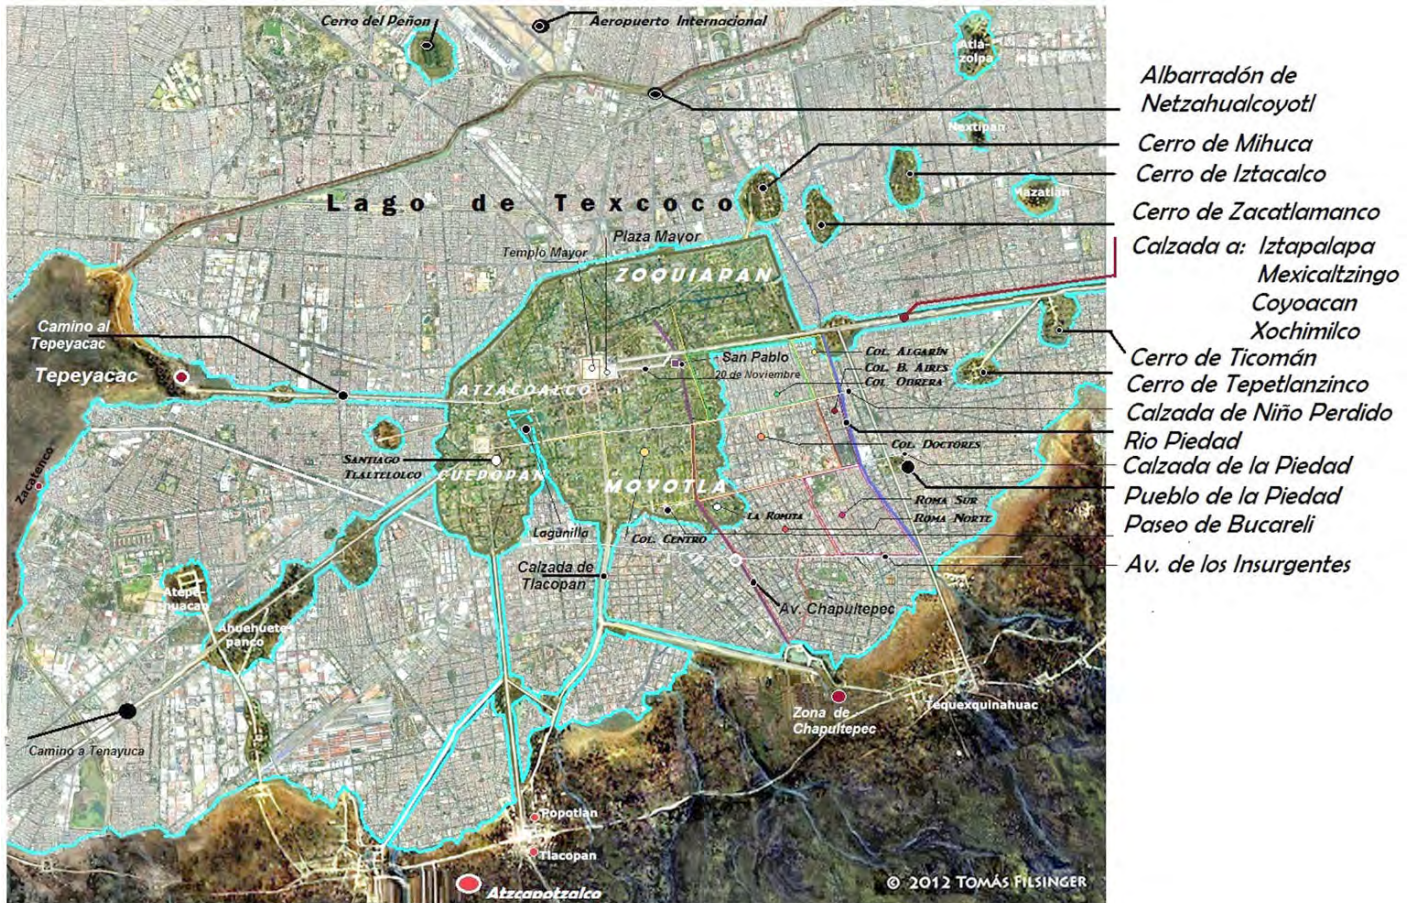 Cerro del Peñon
Aeropuerto Internacional
Atla-
zolpa
Albarradón de
Netzahualcoyotl
Nextipan
Cerro de Mihuca
Cerro de Iztacalco
Mazatlan
Lago de Texcoco
Cerro de Zacatlamanco
Plaza Mayor
Templo Mayor
ZOQUIAPAN
Calzada a: Iztapalapa
Mexicaltzingo
Coyoacan
Xochimilco
Camino al
Tepeyacac
Tepeyacac
San Pablo
20 de Noviembre
COL. ALGARÍN
COL. B. AIRES
COL OBRERA
Cerro de Ticomán
Cerro de Tepetlanzinco
ATZACOALCO
Calzada de Niño Perdido
Rio Piedad
COL. DOCTORES
SANTIAGO
TLALTELOLCO
CUEPOPAN
Zacatenco
MOYOTLA
Calzada de la Piedad
Pueblo de la Piedad
ROMA SUR
LA ROMITA
ROMA NORTE
Paseo de Bucareli
Lagunilla
COL. CENTRO
Calzada de
Tlacopan
Av. de los Insurgentes
Atepe-
huacan
Av. Chapultepec
Ahuehuete-
panco
Zona de
Chapultepec
Tequexquinahuac
Camino a Tenayuca
Popotlan
Tlacopan
Atzcapotzalco
© 2012 TOMÁS FILSINGER